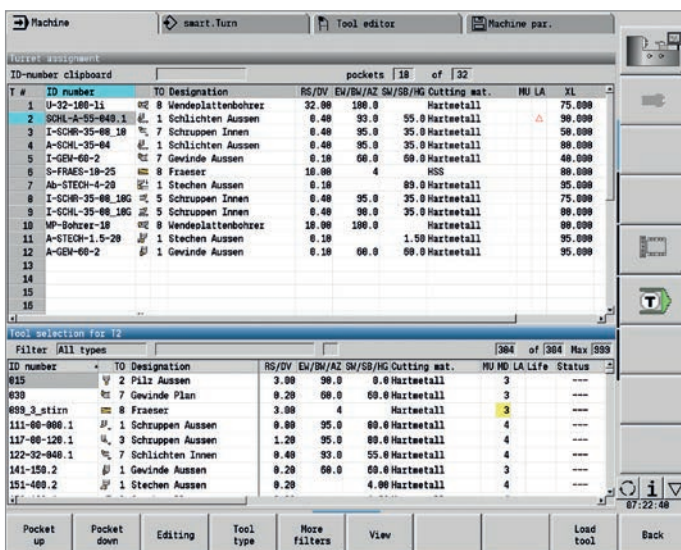 Machine smart.Turn Tool editor Machine par.
Turret assignment
ID-number clipboard pockets 18 of 32
T # ID number TO Designation RS/DV EW/BW/AZ SW/SB/HG Cutting mat. MU LA XL
1 U-32-100-li 8 Wendeplattenbohrer 32.00 180.0 Hartmetall 75.000
2 SCHL-A-55-040.1 1 Schlichten Aussen 0.40 93.0 55.0 Hartmetall 90.000
3 I-SCHR-35-08_10 7 Schruppen Innen 0.40 95.0 35.0 Hartmetall 50.000
4 A-SCHL-35-04 1 Schlichten Aussen 0.40 95.0 35.0 Hartmetall 80.000
5 I-GEW-60-2 7 Gewinde Aussen 0.10 60.0 60.0 Hartmetall 40.000
6 S-FRAES-10-25 8 Fraeser 10.00 4 HSS 80.000
7 Ab-STECH-4-20 1 Stechen Aussen 0.10 89.0 Hartmetall 95.000
8 I-SCHR-35-08_10G 5 Schruppen Innen 0.40 95.0 35.0 Hartmetall 75.000
9 I-SCHL-35-08_10G 5 Schlichten Innen 0.40 90.0 35.0 Hartmetall 80.000
10 WP-Bohrer-18 8 Wendeplattenbohrer 18.00 180.0 Hartmetall 80.000
11 A-STECH-1.5-20 1 Stechen Aussen 0.10 1.50 Hartmetall 95.000
12 A-GEW-60-2 1 Gewinde Aussen 0.10 60.0 60.0 Hartmetall 95.000
13
14
15
16
Tool selection for T2
Filter All types 304 of 304 Max 999
ID number TO Designation RS/DV EW/BW/AZ SW/SB/HG Cutting mat. MU MD LA Life Status
015 2 Pilz Aussen 3.00 90.0 0.0 Hartmetall 3 ---
030 7 Gewinde Plan 0.20 60.0 60.0 Hartmetall 3 ---
099_3_stirn 8 Fraeser 3.00 4 Hartmetall 3 ---
111-80-080.1 1 Schruppen Aussen 0.80 95.0 80.0 Hartmetall 4 ---
117-80-120.1 3 Schruppen Aussen 1.20 95.0 80.0 Hartmetall 4 ---
122-32-040.1 7 Schlichten Innen 0.40 93.0 55.0 Hartmetall 4 ---
141-150.2 1 Gewinde Aussen 0.20 60.0 60.0 Hartmetall 3 ---
151-400.2 1 Stechen Aussen 0.20 4.00 Hartmetall 4 ---
T
i
07:22:40
Pocket up Pocket down Editing Tool type More filters View Load tool Back